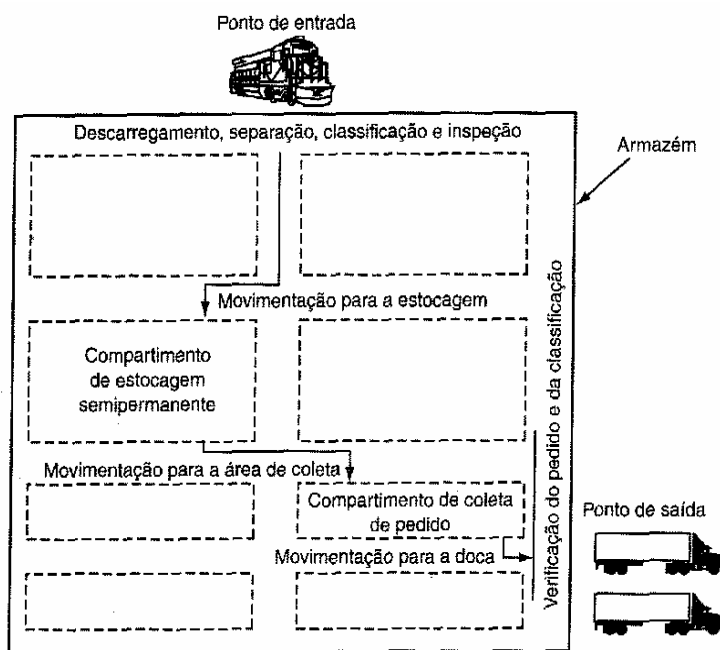 Ponto de entrada
Descarregamento, separação, classificação e inspeção
Armazém
Movimentação para a estocagem
Compartimento
de estocagem
semipermanente
Verificação do pedido e da classificação
Movimentação para a área de coleta
Compartimento de coleta
de pedido
Ponto de saída
Movimentação para a doca